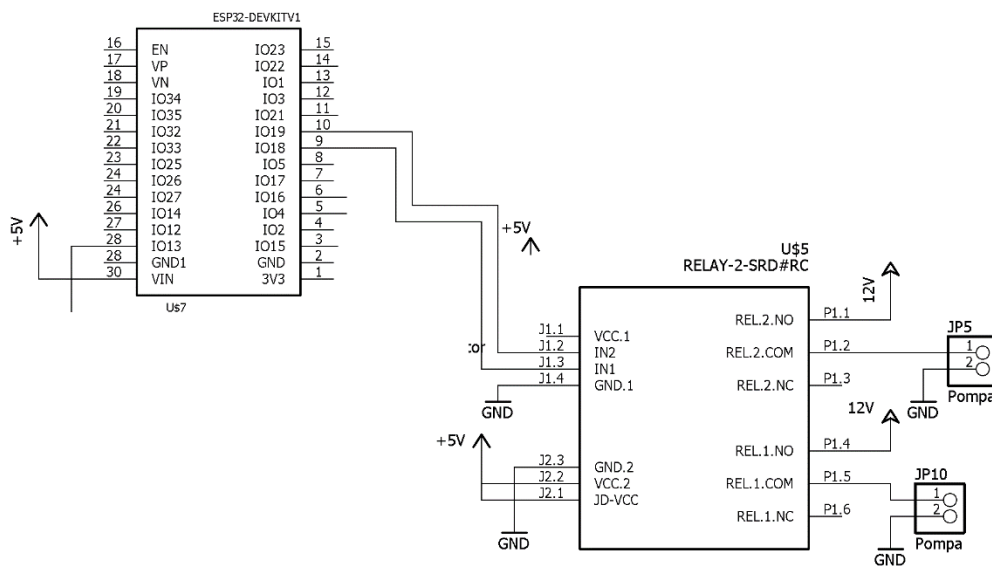 ESP32-DEVKITV1
16 EN IO23 15
17 VP IO22 14
18 VN IO1 13
19 IO34 IO3 12
20 IO35 IO21 11
21 IO32 IO19 10
22 IO33 IO18 9
23 IO25 IO5 8
24 IO26 IO17 7
24 IO27 IO16 6
26 IO14 IO4 5
27 IO12 IO2 4
28 IO13 IO15 3
28 GND1 GND 2
30 VIN 3V3 1
U$7
+5V
+5V
U$5
RELAY-2-SRD#RC
12V
J1.1 VCC.1
J1.2 IN2
J1.3 IN1
J1.4 GND.1
GND
:or
REL.2.NO P1.1
REL.2.COM P1.2
REL.2.NC P1.3
JP5
1
2
GND
Pompa
12V
+5V
J2.3 GND.2
J2.2 VCC.2
J2.1 JD-VCC
GND
REL.1.NO P1.4
REL.1.COM P1.5
REL.1.NC P1.6
JP10
1
2
GND
Pompa